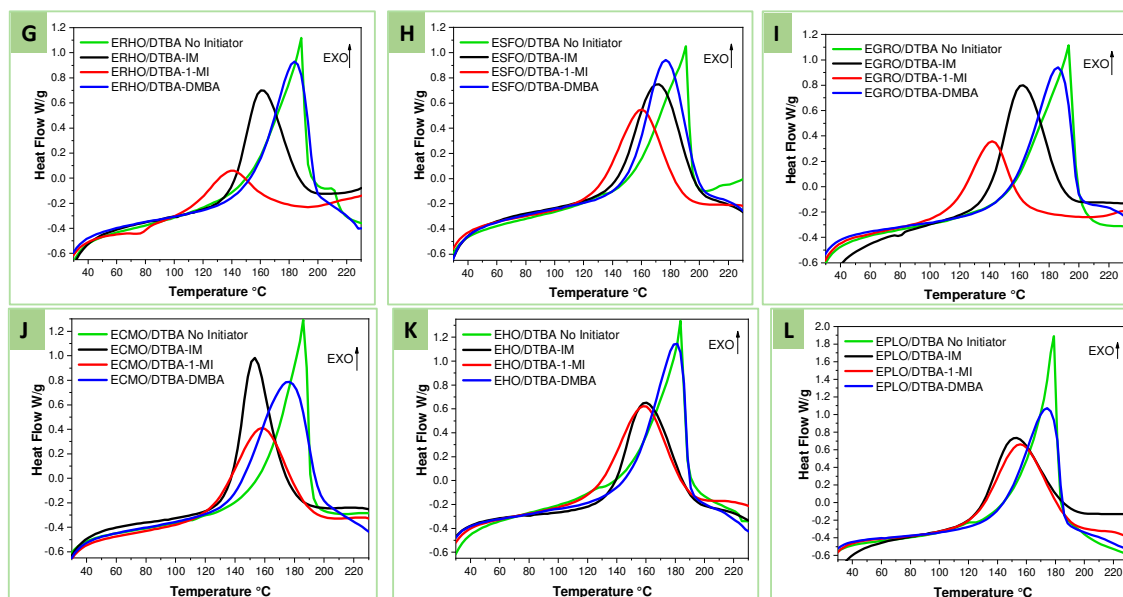 G
ERHO/DTBA No Initiator
ERHO/DTBA-IM
ERHO/DTBA-1-MI
ERHO/DTBA-DMBA
EXO
Heat Flow W/g
1.2
1.0
0.8
0.6
0.4
0.2
0.0
-0.2
-0.4
-0.6
40 60 80 100 120 140 160 180 200 220
Temperature °C
H
ESFO/DTBA No Initiator
ESFO/DTBA-IM
ESFO/DTBA-1-MI
ESFO/DTBA-DMBA
EXO
Heat Flow W/g
1.2
1.0
0.8
0.6
0.4
0.2
0.0
-0.2
-0.4
-0.6
40 60 80 100 120 140 160 180 200 220
Temperature °C
I
EGRO/DTBA No Initiator
EGRO/DTBA-IM
EGRO/DTBA-1-MI
EGRO/DTBA-DMBA
EXO
Heat Flow W/g
1.2
1.0
0.8
0.6
0.4
0.2
0.0
-0.2
-0.4
-0.6
40 60 80 100 120 140 160 180 200 220
Temperature °C
J
ECMO/DTBA No Initiator
ECMO/DTBA-IM
ECMO/DTBA-1-MI
ECMO/DTBA-DMBA
EXO
Heat Flow W/g
1.2
1.0
0.8
0.6
0.4
0.2
0.0
-0.2
-0.4
-0.6
40 60 80 100 120 140 160 180 200 220
Temperature °C
K
EHO/DTBA No Initiator
EHO/DTBA-IM
EHO/DTBA-1-MI
EHO/DTBA-DMBA
EXO
Heat Flow W/g
1.2
1.0
0.8
0.6
0.4
0.2
0.0
-0.2
-0.4
-0.6
40 60 80 100 120 140 160 180 200 220
Temperature °C
L
EPLO/DTBA No Initiator
EPLO/DTBA-IM
EPLO/DTBA-1-MI
EPLO/DTBA-DMBA
EXO
Heat Flow W/g
2.0
1.8
1.6
1.4
1.2
1.0
0.8
0.6
0.4
0.2
0.0
-0.2
-0.4
-0.6
40 60 80 100 120 140 160 180 200 220
Temperature °C